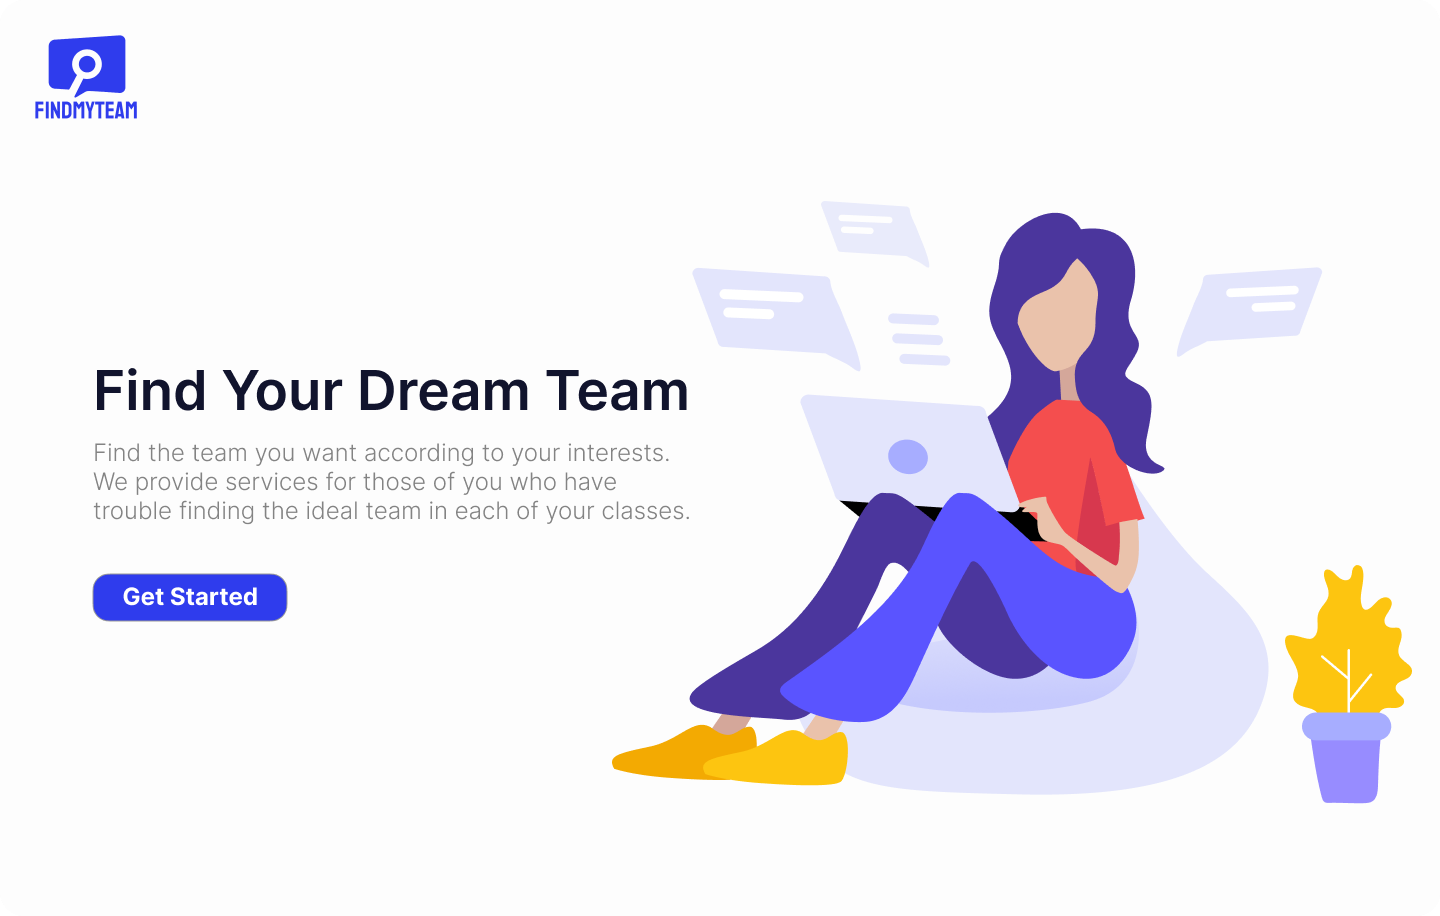 FINDMYTEAM
Find Your Dream Team
Find the team you want according to your interests.
We provide services for those of you who have
trouble finding the ideal team in each of your classes.
Get Started